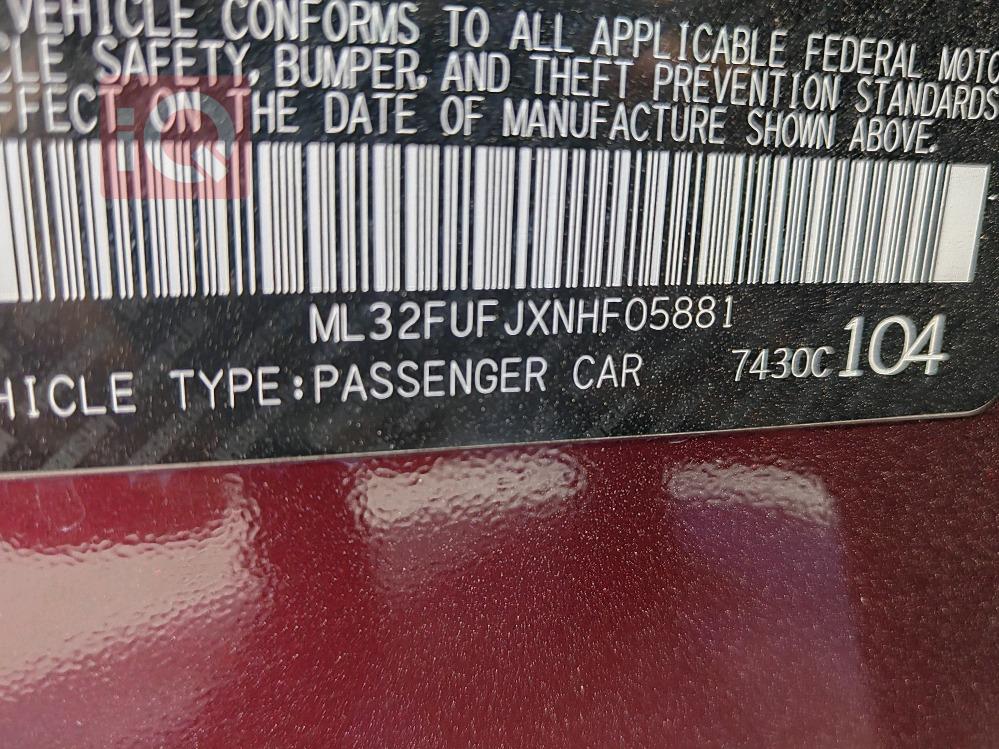 VEHICLE CONFORMS TO ALL APPLICABLE FEDERAL MOTO
CLE SAFETY, BUMPER, AND THEFT PREVENTION STANDARDS
FFECT ON THE DATE OF MANUFACTURE SHOWN ABOVE.
iQ
ML32FUFJXNHF05881
HICLE TYPE:PASSENGER CAR 7430C 104